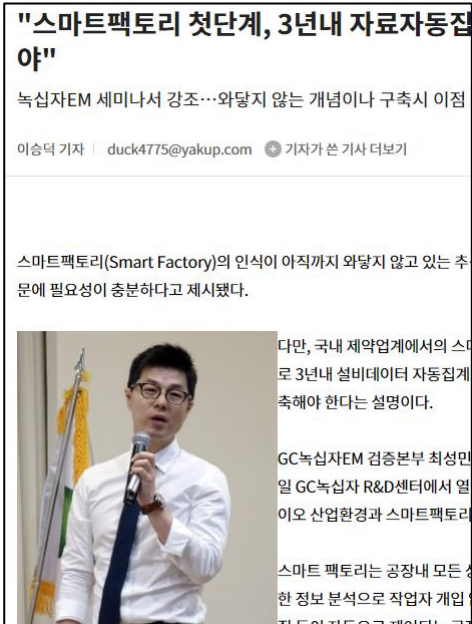 "스마트팩토리 첫단계, 3년내 자료자동집
야"
녹십자EM 세미나서 강조…와닿지 않는 개념이나 구축시 이점
이승덕 기자 | duck4775@yakup.com + 기자가 쓴 기사 더보기
스마트팩토리(Smart Factory)의 인식이 아직까지 와닿지 않고 있는 추
문에 필요성이 충분하다고 제시됐다.
다만, 국내 제약업계에서의 스마
로 3년내 설비데이터 자동집계
축해야 한다는 설명이다.
GC녹십자EM 검증본부 최성민
일 GC녹십자 R&D센터에서 열
이오 산업환경과 스마트팩토리
스마트 팩토리는 공장내 모든
한 정보 분석으로 작업자 개입